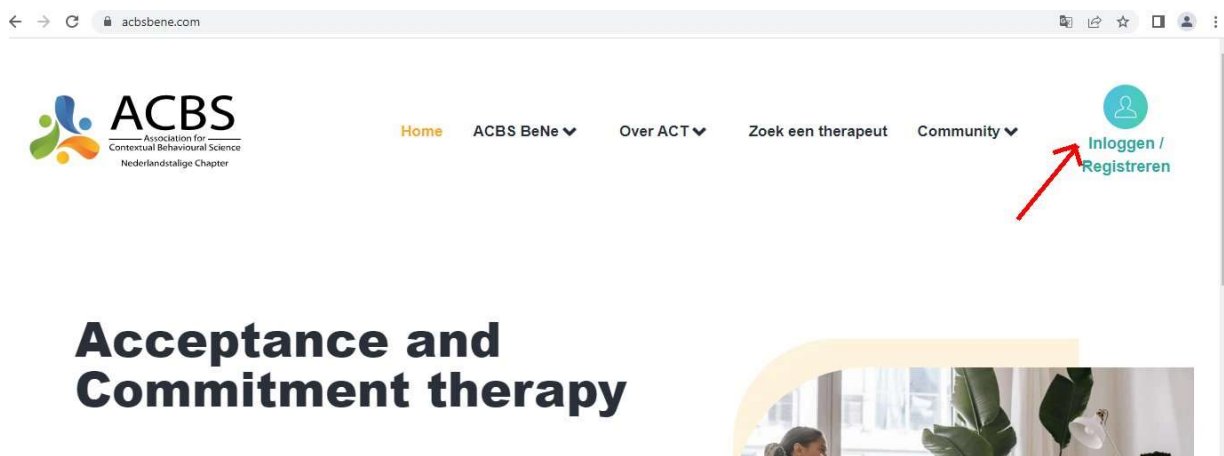 acbsbene.com
ACBS
Association for
Contextual Behavioural Science
Nederlandstalige Chapter
Home ACBS BeNe Over ACT Zoek een therapeut Community
Inloggen /
Registreren
Acceptance and
Commitment therapy